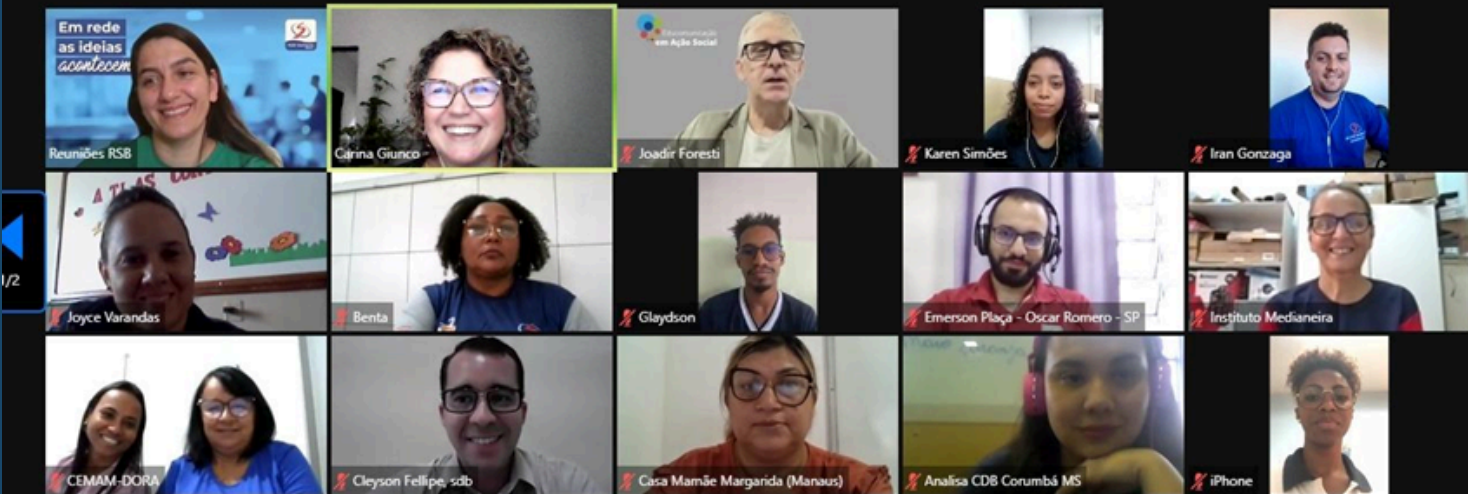 Em rede
as ideias
acontecem
Reuniões RSB
Carina Giunco
Educomunicação
em Ação Social
Joadir Foresti
Karen Simões
Iran Gonzaga
1/2
Joyce Varandas
Benta
Glaydson
Emerson Plaça - Oscar Romero - SP
Instituto Medianeira
CEMAM-DORA
Cleyson Fellipe, sdb
Casa Mamãe Margarida (Manaus)
Analisa CDB Corumbá MS
iPhone